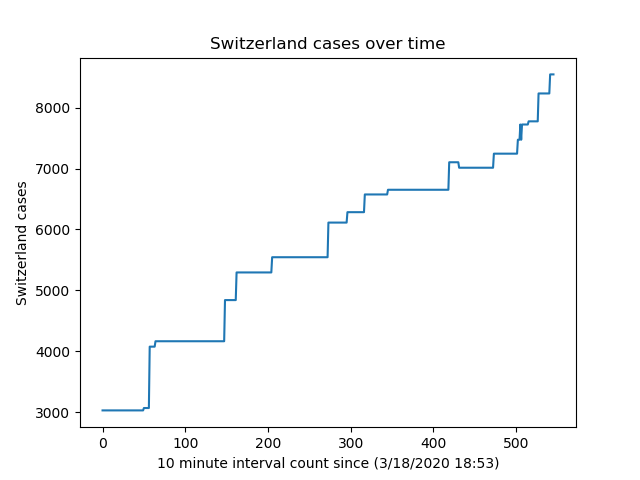 Switzerland cases over time
Switzerland cases
8000
7000
6000
5000
4000
3000
0 100 200 300 400 500
10 minute interval count since (3/18/2020 18:53)